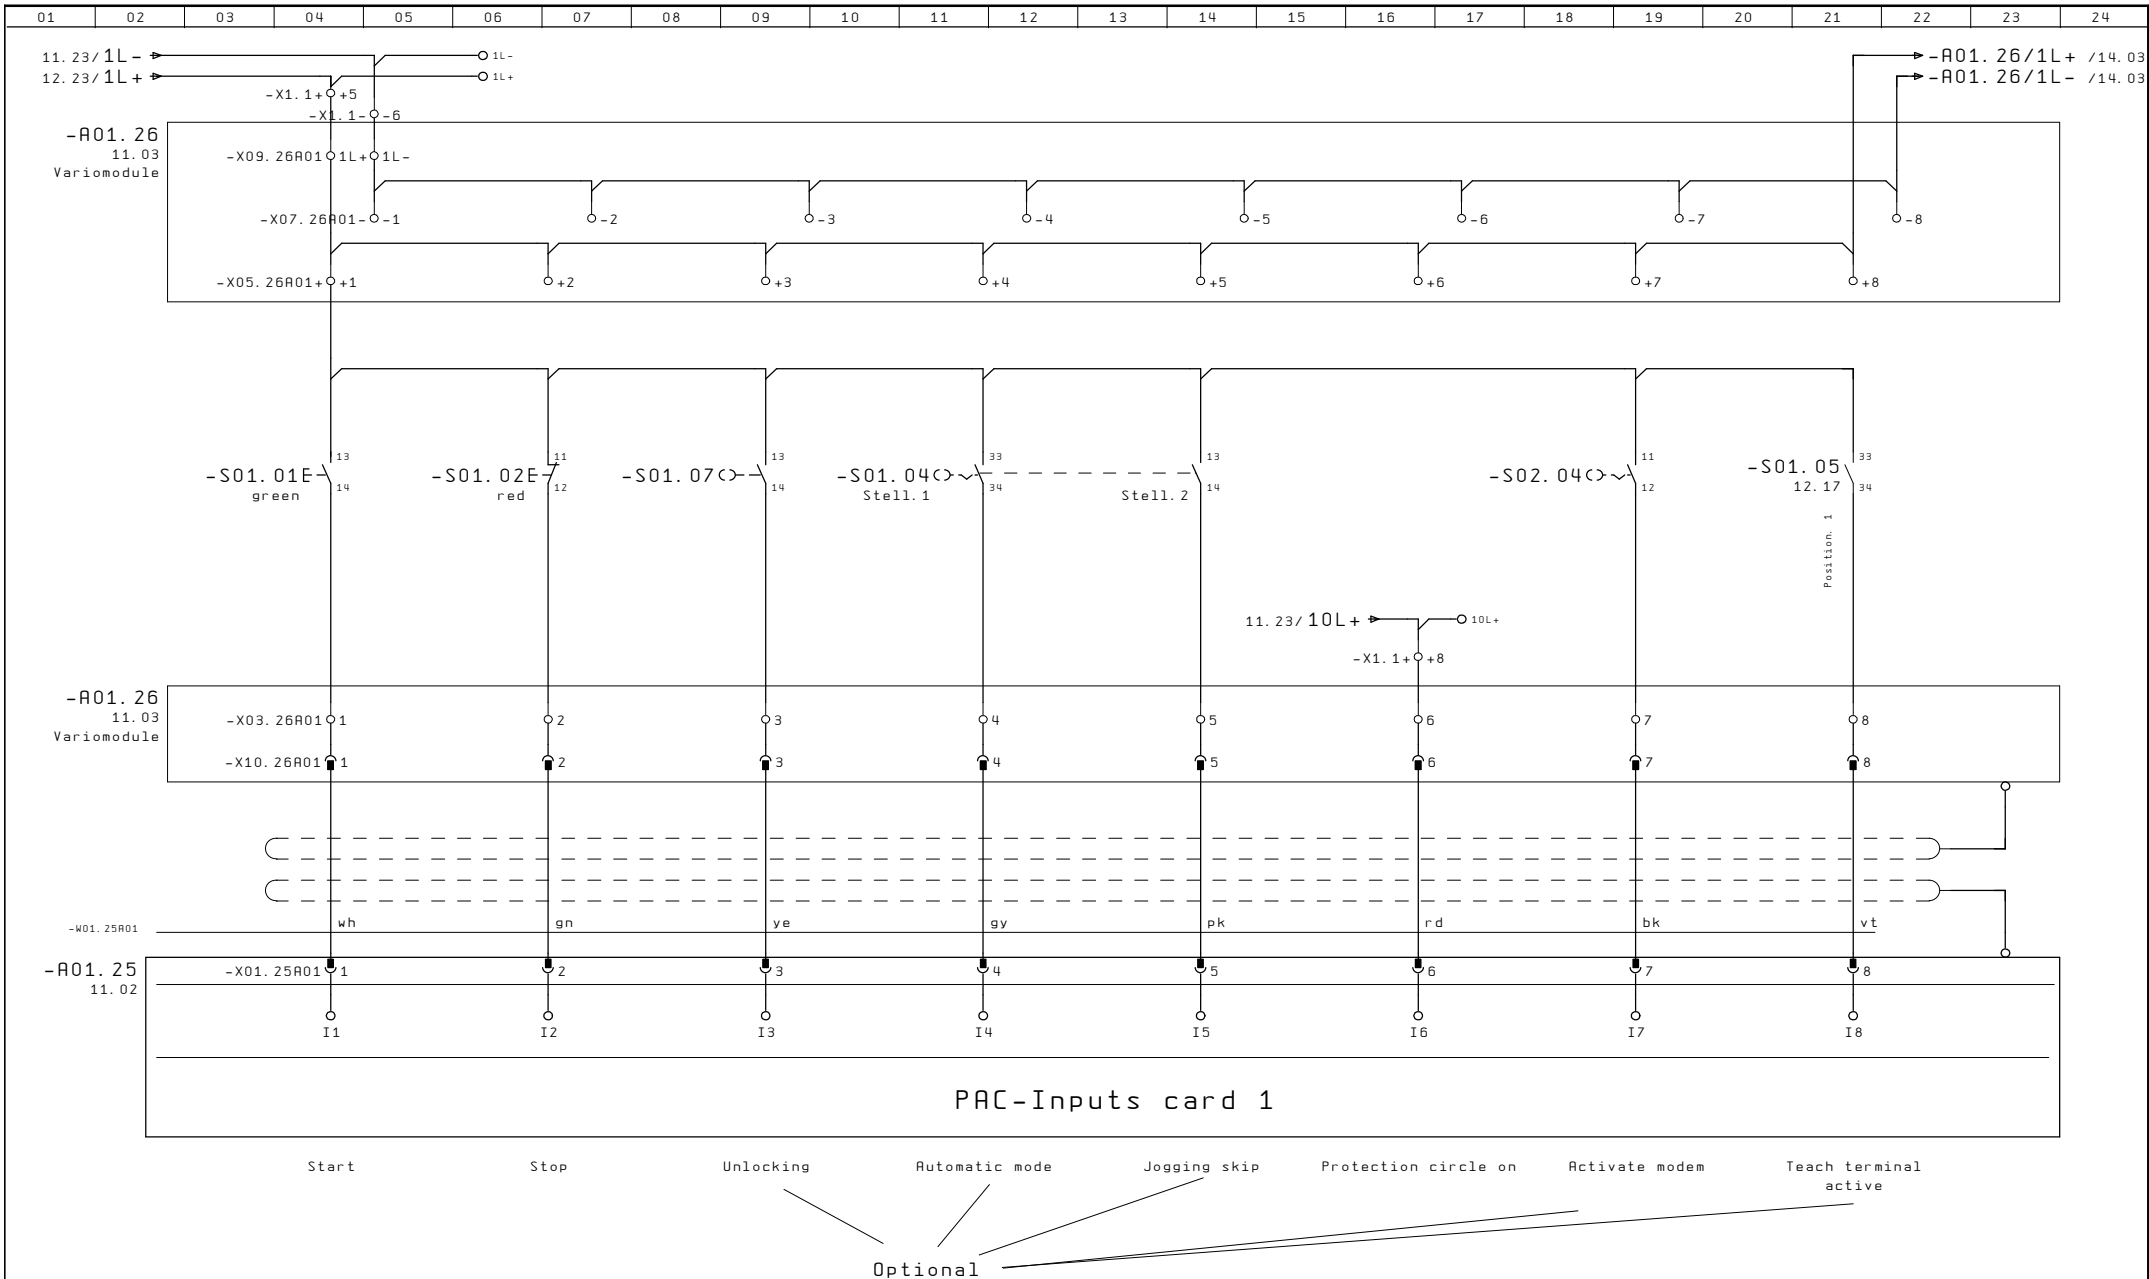 01 02 03 04 05 06 07 08 09 10 11 12 13 14 15 16 17 18 19 20 21 22 23 24
11.23/1L- 1L- -A01.26/1L+ /14.03
12.23/1L+ 1L+ -A01.26/1L- /14.03
-X1.1+ +5
-X1.1- -6
-A01.26
11.03
Variomodule
-X09.26A01 1L+ 1L-
-X07.26A01- -1 -2 -3 -4 -5 -6 -7 -8
-X05.26A01+ +1 +2 +3 +4 +5 +6 +7 +8
13 11 13 33 13 11 33
-S01.01E -S01.02E -S01.07 -S01.04 -S02.04 -S01.05
14 12 14 34 14 12 12.17 34
green red Stell.1 Stell.2
Position. 1
11.23/10L+ 10L+
-X1.1+ +8
-A01.26
11.03
Variomodule
-X03.26A01 1 2 3 4 5 6 7 8
-X10.26A01 1 2 3 4 5 6 7 8
wh gn ye gy pk rd bk vt
-W01.25A01
-A01.25
11.02
-X01.25A01 1 2 3 4 5 6 7 8
I1 I2 I3 I4 I5 I6 I7 I8
PAC-Inputs card 1
Start Stop Unlocking Automatic mode Jogging skip Protection circle on Activate modem Teach terminal
active
Optional